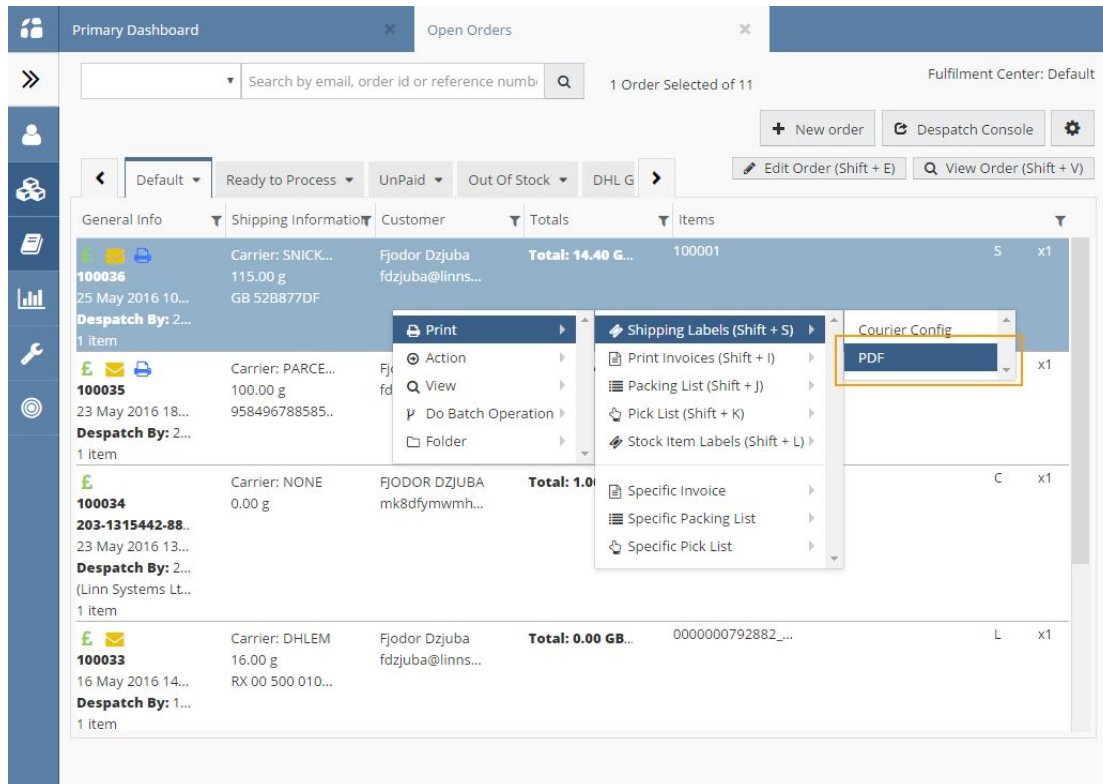 Primary Dashboard
Open Orders
Search by email, order id or reference numb
1 Order Selected of 11
Fulfilment Center: Default
New order
Despatch Console
Default
Ready to Process
UnPaid
Out Of Stock
DHL G
Edit Order (Shift + E)
View Order (Shift + V)
General Info
Shipping Information
Customer
Totals
Items
£
100036
25 May 2016 10...
Despatch By: 2...
1 item
Carrier: SNICK...
115.00 g
GB 52B877DF
Fjodor Dzjuba
fdzjuba@linns...
Total: 14.40 G...
100001
S
x1
Print
Action
View
Do Batch Operation
Folder
Shipping Labels (Shift + S)
Print Invoices (Shift + I)
Packing List (Shift + J)
Pick List (Shift + K)
Stock Item Labels (Shift + L)
Specific Invoice
Specific Packing List
Specific Pick List
Courier Config
PDF
£
100035
23 May 2016 18...
Despatch By: 2...
1 item
Carrier: PARCE...
100.00 g
958496788585..
x1
£
100034
203-1315442-88..
23 May 2016 13...
Despatch By: 2...
(Linn Systems Lt...
1 item
Carrier: NONE
0.00 g
FJODOR DZJUBA
mk8dfymwmh...
Total: 1.0
C
x1
£
100033
16 May 2016 14...
Despatch By: 1...
1 item
Carrier: DHLEM
16.00 g
RX 00 500 010...
Fjodor Dzjuba
fdzjuba@linns...
Total: 0.00 GB...
0000000792882_...
L
x1